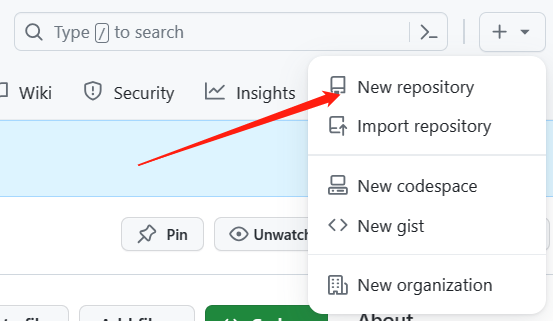 Type / to search
New repository
Wiki
Security
Insights
Import repository
New codespace
New gist
Pin
Unwatch
New organization
About